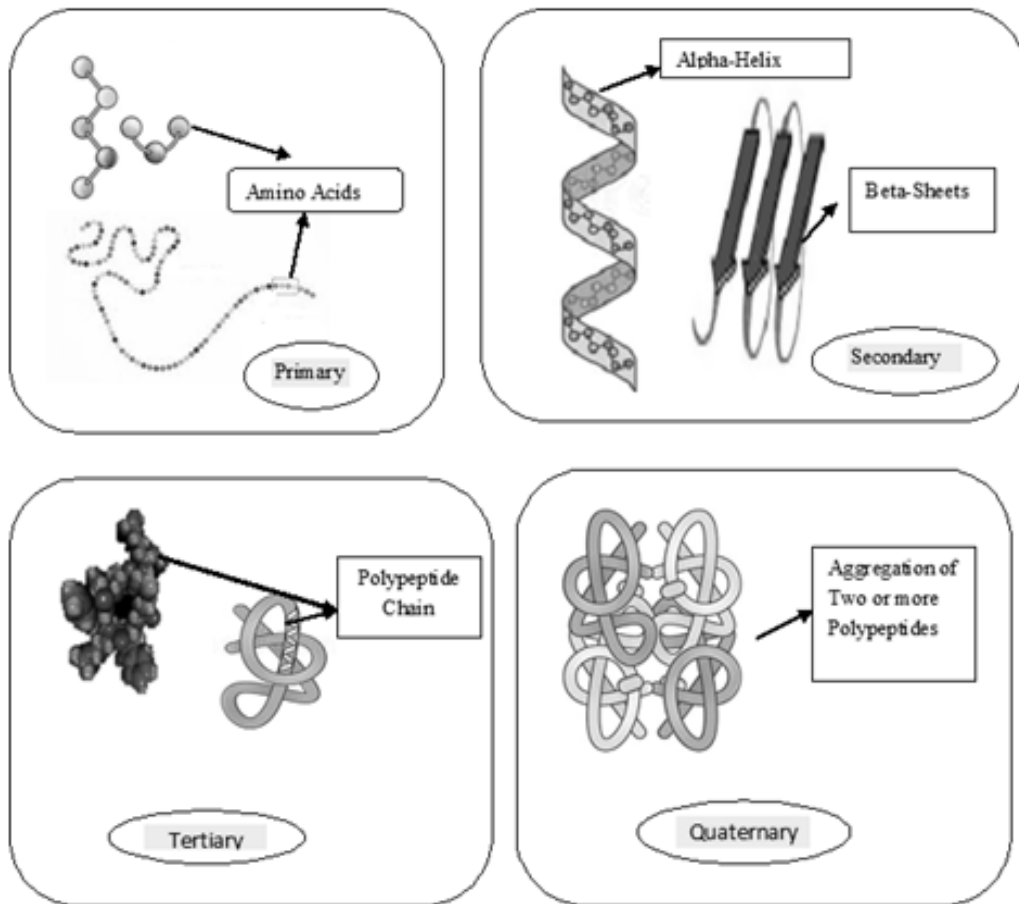 Amino Acids
Primary
Alpha-Helix
Beta-Sheets
Secondary
Polypeptide
Chain
Tertiary
Aggregation of
Two or more
Polypeptides
Quaternary